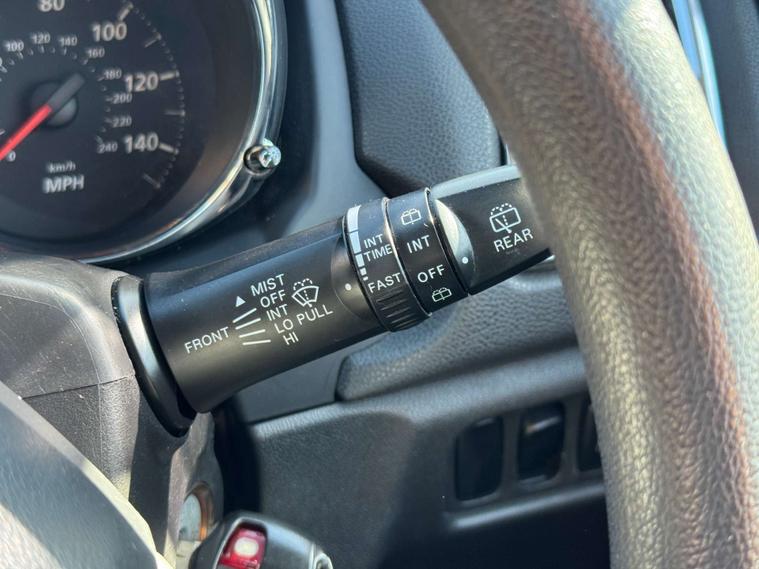 80
100
120
140
100
120
140
160
180
200
220
240
0
km/h
MPH
MIST
OFF
INT
LO PULL
HI
FRONT
INT
TIME
FAST
INT
OFF
REAR